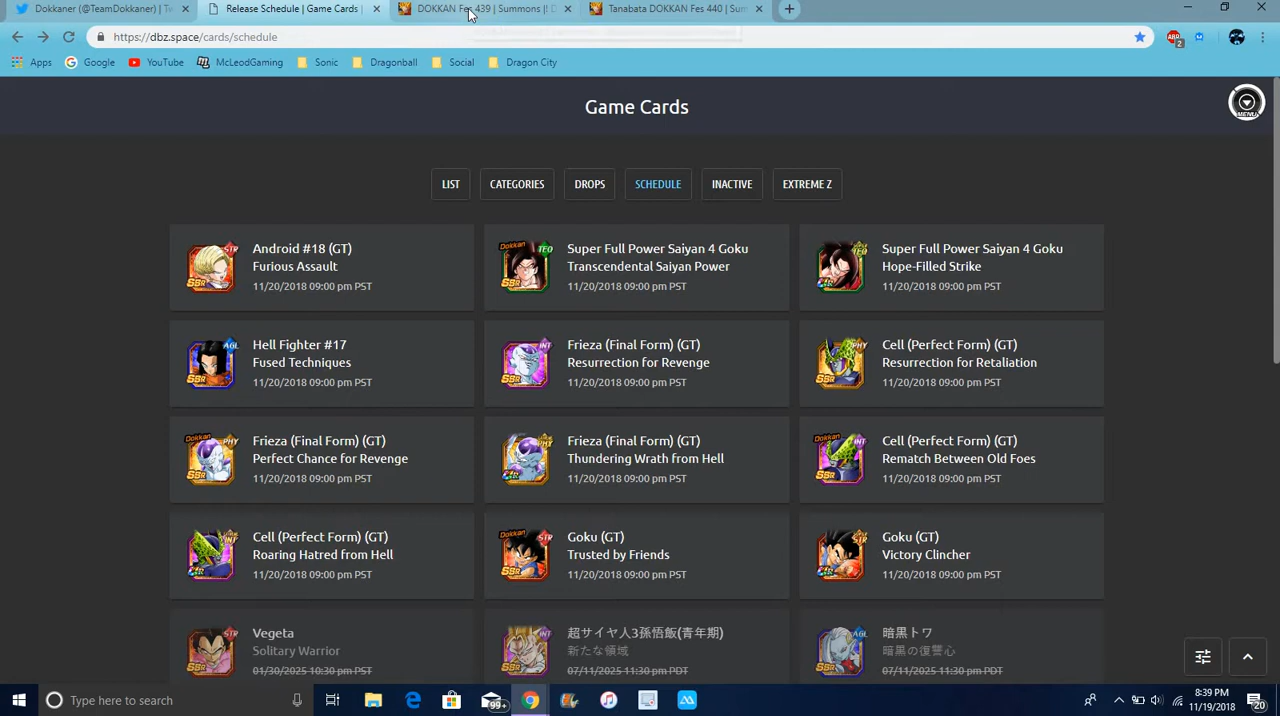 Dokkaner (@TeamDokkaner) | Tw
Release Schedule | Game Cards |
DOKKAN Fes 439 | Summons |! D
Tanabata DOKKAN Fes 440 | Sum
https://dbz.space/cards/schedule
2
Apps
Google
YouTube
McLeodGaming
Sonic
Dragonball
Social
Dragon City
Game Cards
MENU
LIST
CATEGORIES
DROPS
SCHEDULE
INACTIVE
EXTREME Z
Android #18 (GT)
Furious Assault
11/20/2018 09:00 pm PST
Super Full Power Saiyan 4 Goku
Transcendental Saiyan Power
11/20/2018 09:00 pm PST
Super Full Power Saiyan 4 Goku
Hope-Filled Strike
11/20/2018 09:00 pm PST
Hell Fighter #17
Fused Techniques
11/20/2018 09:00 pm PST
Frieza (Final Form) (GT)
Resurrection for Revenge
11/20/2018 09:00 pm PST
Cell (Perfect Form) (GT)
Resurrection for Retaliation
11/20/2018 09:00 pm PST
Frieza (Final Form) (GT)
Perfect Chance for Revenge
11/20/2018 09:00 pm PST
Frieza (Final Form) (GT)
Thundering Wrath from Hell
11/20/2018 09:00 pm PST
Cell (Perfect Form) (GT)
Rematch Between Old Foes
11/20/2018 09:00 pm PST
Cell (Perfect Form) (GT)
Roaring Hatred from Hell
11/20/2018 09:00 pm PST
Goku (GT)
Trusted by Friends
11/20/2018 09:00 pm PST
Goku (GT)
Victory Clincher
11/20/2018 09:00 pm PST
Vegeta
Solitary Warrior
01/30/2025 10:30 pm PST
超サイヤ人3孫悟飯(青年期)
新たな領域
07/11/2025 11:30 pm PDT
暗黒トワ
暗黒の復讐心
07/11/2025 11:30 pm PDT
Type here to search
99+
8:39 PM
11/19/2018
20